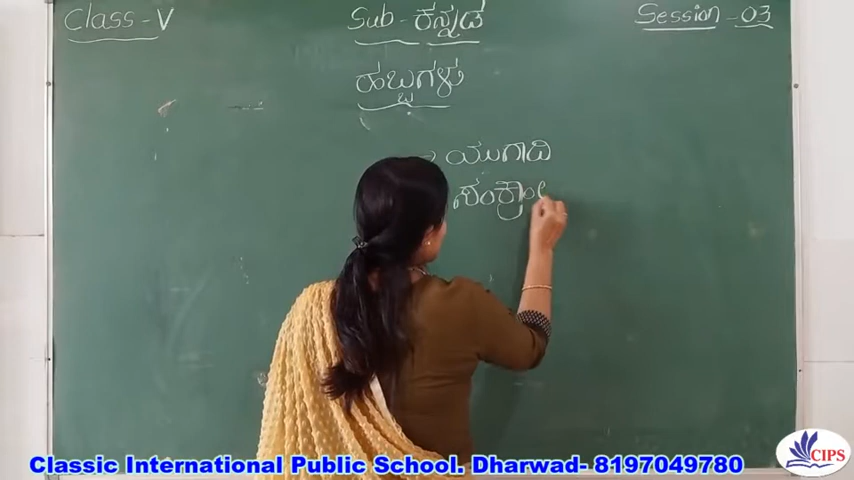 Class - V
Sub - ಕನ್ನಡ
Session - 03
ಹಬ್ಬಗಳು
ಯುಗಾದಿ
Classic International Public School., Dharwad- 8197049780
CIPS